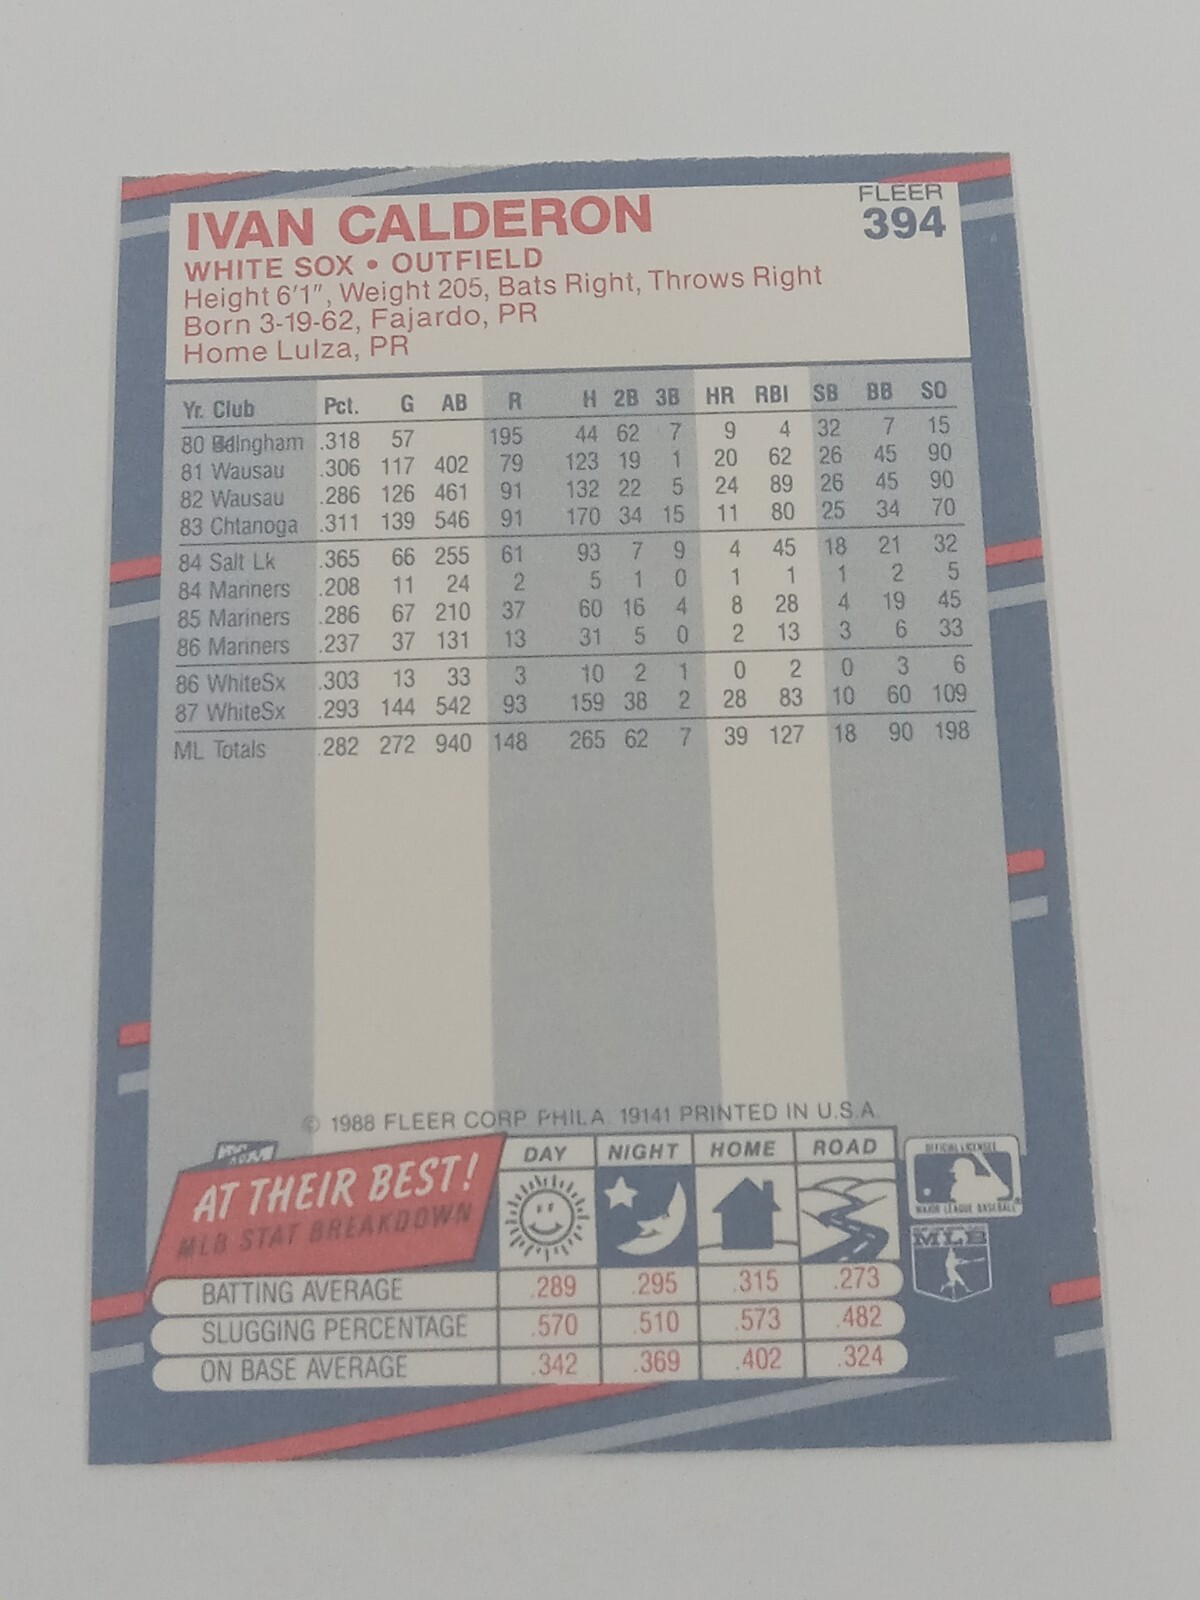 IVAN CALDERON
FLEER
394
WHITE SOX • OUTFIELD
Height 6'1", Weight 205, Bats Right, Throws Right
Born 3-19-62, Fajardo, PR
Home Lulza, PR
Yr. Club Pct. G AB R H 2B 3B HR RBI SB BB SO
80 .318 57 195 44 62 7 9 4 32 7 15
81 Wausau .306 117 402 79 123 19 1 20 62 26 45 90
82 Wausau .286 126 461 91 132 22 5 24 89 26 45 90
83 Chtanoga .311 139 546 91 170 34 15 11 80 25 34 70
84 Salt Lk .365 66 255 61 93 7 9 4 45 18 21 32
84 Mariners .208 11 24 2 5 1 0 1 1 1 2 5
85 Mariners .286 67 210 37 60 16 4 8 28 4 19 45
86 Mariners .237 37 131 13 31 5 0 2 13 3 6 33
86 WhiteSx .303 13 33 3 10 2 1 0 2 0 3 6
87 WhiteSx .293 144 542 93 159 38 2 28 83 10 60 109
ML Totals .282 272 940 148 265 62 7 39 127 18 90 198
© 1988 FLEER CORP. PHILA. 19141 PRINTED IN U.S.A.
AT THEIR BEST!
MLB STAT BREAKDOWN
DAY NIGHT HOME ROAD
BATTING AVERAGE .289 .295 .315 .273
SLUGGING PERCENTAGE .570 .510 .573 .482
ON BASE AVERAGE .342 .369 .402 .324
OFFICIAL LICENSEE
MAJOR LEAGUE BASEBALL
MLB